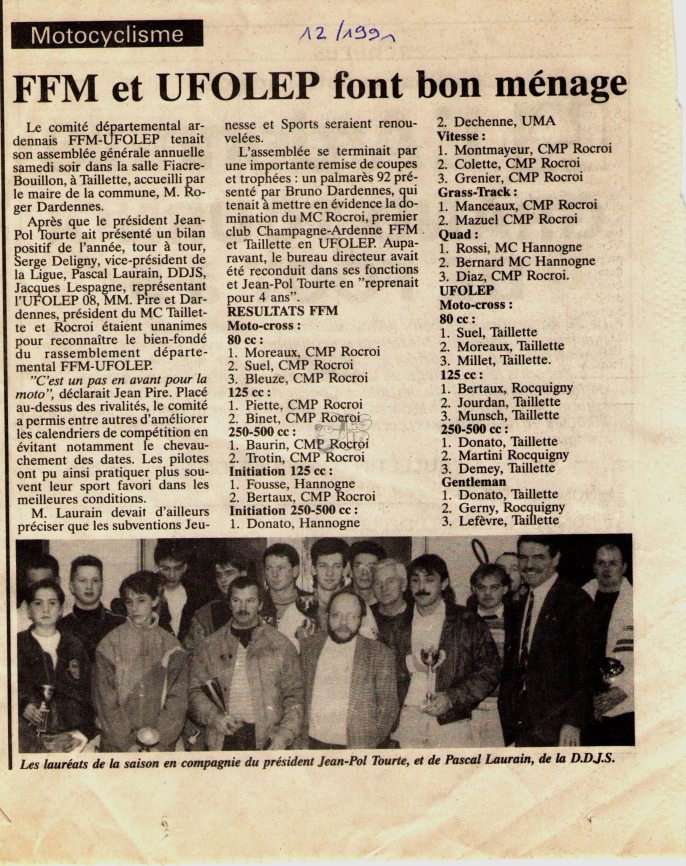 Motocyclisme
12/1991
FFM et UFOLEP font bon ménage
Le comité départemental ar-
dennais FFM-UFOLEP tenait
son assemblée générale annuelle
samedi soir dans la salle Fiacre-
Bouillon, à Taillette, accueilli par
le maire de la commune, M. Ro-
ger Dardennes.
Après que le président Jean-
Pol Tourte ait présenté un bilan
positif de l'année, tour à tour,
Serge Deligny, vice-président de
la Ligue, Pascal Laurain, DDJS,
Jacques Lespagne, représentant
l'UFOLEP 08, MM. Pire et Dar-
dennes, président du MC Taillet-
te et Rocroi étaient unanimes
pour reconnaître le bien-fondé
du rassemblement départe-
mental FFM-UFOLEP.
"C'est un pas en avant pour la
moto", déclarait Jean Pire. Placé
au-dessus des rivalités, le comité
a permis entre autres d'améliorer
les calendriers de compétition en
évitant notamment le chevau-
chement des dates. Les pilotes
ont pu ainsi pratiquer plus sou-
vent leur sport favori dans les
meilleures conditions.
M. Laurain devait d'ailleurs
préciser que les subventions Jeu-
nesse et Sports seraient renou-
velées.
L'assemblée se terminait par
une importante remise de coupes
et trophées : un palmarès 92 pré-
senté par Bruno Dardennes, qui
tenait à mettre en évidence la do-
mination du MC Rocroi, premier
club Champagne-Ardenne FFM
et Taillette en UFOLEP. Aupa-
ravant, le bureau directeur avait
été reconduit dans ses fonctions
et Jean-Pol Tourte en "reprenait
pour 4 ans".
RESULTATS FFM
Moto-cross :
80 cc :
1. Moreaux, CMP Rocroi
2. Suel, CMP Rocroi
3. Bleuze, CMP Rocroi
125 cc :
1. Piette, CMP Rocroi
2. Binet, CMP Rocroi
250-500 cc :
1. Baurin, CMP Rocroi
2. Trotin, CMP Rocroi
Initiation 125 cc :
1. Fousse, Hannogne
2. Bertaux, CMP Rocroi
Initiation 250-500 cc :
1. Donato, Hannogne
2. Dechenne, UMA
Vitesse :
1. Montmayeur, CMP Rocroi
2. Colette, CMP Rocroi
3. Grenier, CMP Rocroi
Grass-Track :
1. Manceaux, CMP Rocroi
2. Mazuel CMP Rocroi
Quad :
1. Rossi, MC Hannogne
2. Bernard MC Hannogne
3. Diaz, CMP Rocroi.
UFOLEP
Moto-cross :
80 cc :
1. Suel, Taillette
2. Moreaux, Taillette
3. Millet, Taillette.
125 cc :
1. Bertaux, Rocquigny
2. Jourdan, Taillette
3. Munsch, Taillette
250-500 cc :
1. Donato, Taillette
2. Martini Rocquigny
3. Demey, Taillette
Gentleman
1. Donato, Taillette
2. Gerny, Rocquigny
3. Lefèvre, Taillette
Les lauréats de la saison en compagnie du président Jean-Pol Tourte, et de Pascal Laurain, de la D.D.J.S.